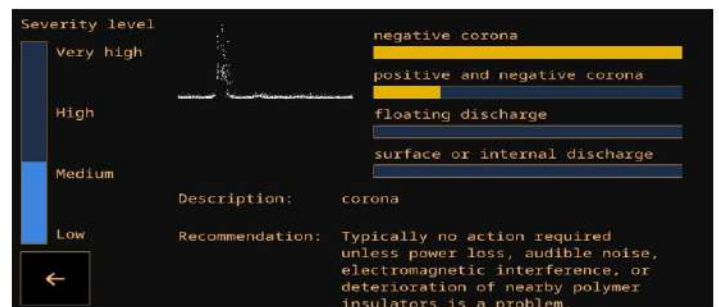 Severity level
Very high
High
Medium
Low
negative corona
positive and negative corona
floating discharge
surface or internal discharge
Description: corona
Recommendation: Typically no action required
unless power loss, audible noise,
electromagnetic interference, or
deterioration of nearby polymer
insulators is a problem